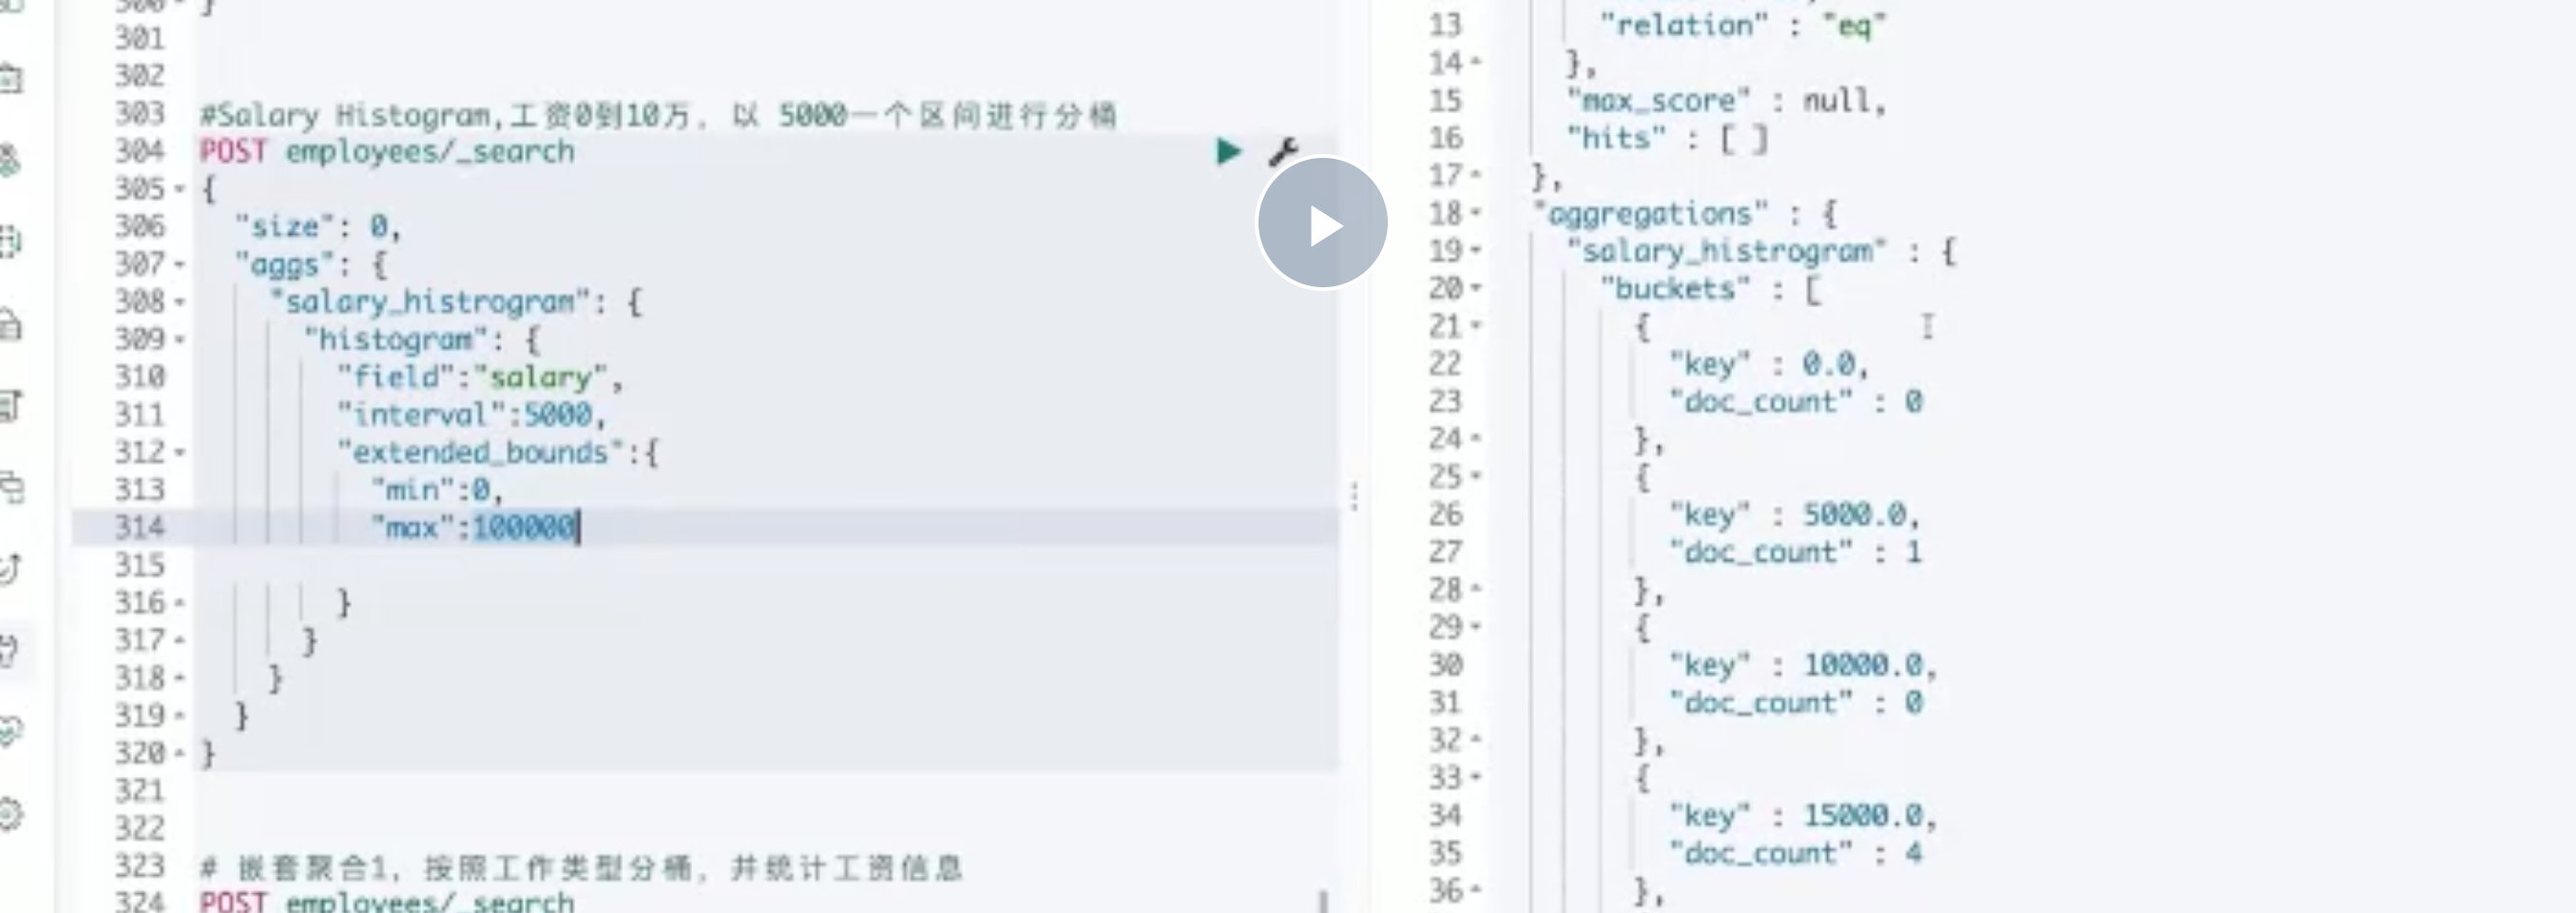 300 }
301
302
303 #Salary Histogram,工资0到10万，以 5000一个区间进行分桶
304 POST employees/_search
305 {
306 "size": 0,
307 "aggs": {
308 "salary_histrogram": {
309 "histogram": {
310 "field":"salary",
311 "interval":5000,
312 "extended_bounds":{
313 "min":0,
314 "max":100000
315
316 }
317 }
318 }
319 }
320 }
321
322
323 # 嵌套聚合1，按照工作类型分桶，并统计工资信息
324 POST employees/_search
13 "relation" : "eq"
14 },
15 "max_score" : null,
16 "hits" : [ ]
17 },
18 "aggregations" : {
19 "salary_histrogram" : {
20 "buckets" : [
21 {
22 "key" : 0.0,
23 "doc_count" : 0
24 },
25 {
26 "key" : 5000.0,
27 "doc_count" : 1
28 },
29 {
30 "key" : 10000.0,
31 "doc_count" : 0
32 },
33 {
34 "key" : 15000.0,
35 "doc_count" : 4
36 },